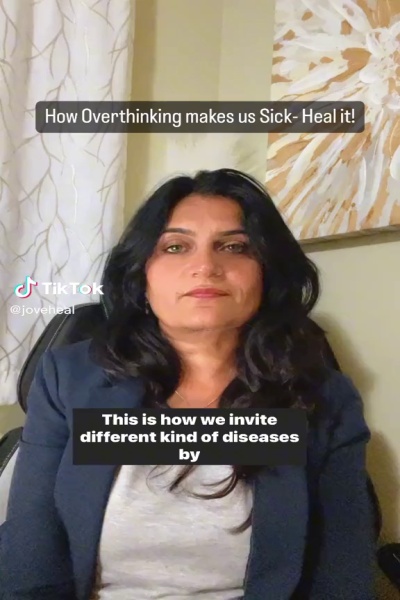 How Overthinking makes us Sick- Heal it!
TikTok
@joveheal
This is how we invite
different kind of diseases
by